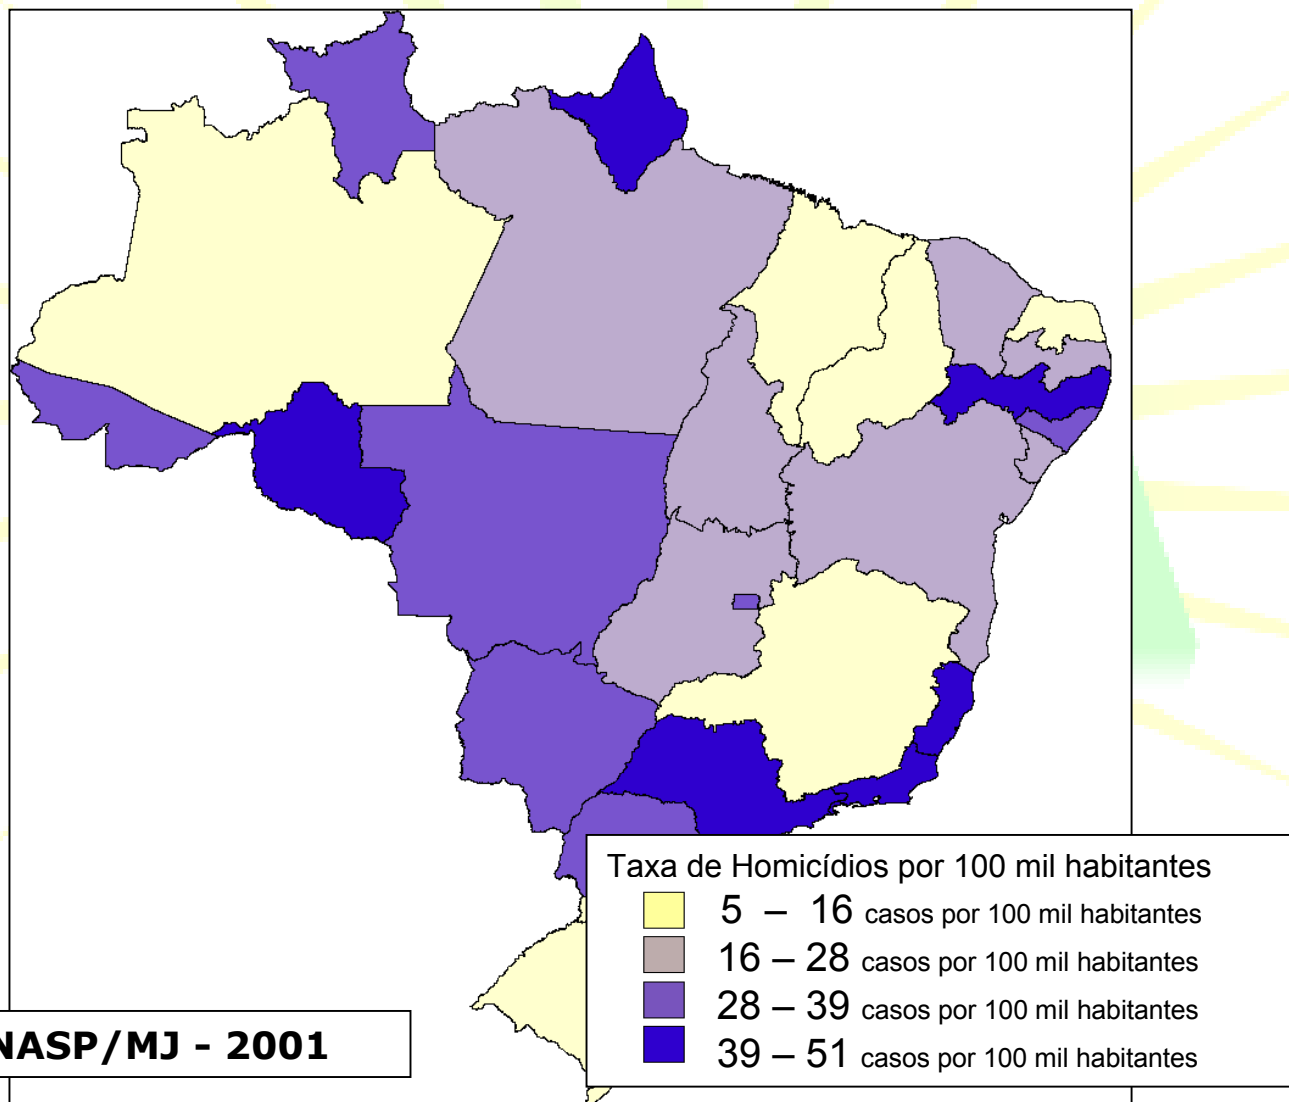 Taxa de Homicídios por 100 mil habitantes
5 – 16 casos por 100 mil habitantes
16 – 28 casos por 100 mil habitantes
28 – 39 casos por 100 mil habitantes
39 – 51 casos por 100 mil habitantes
NASP/MJ - 2001